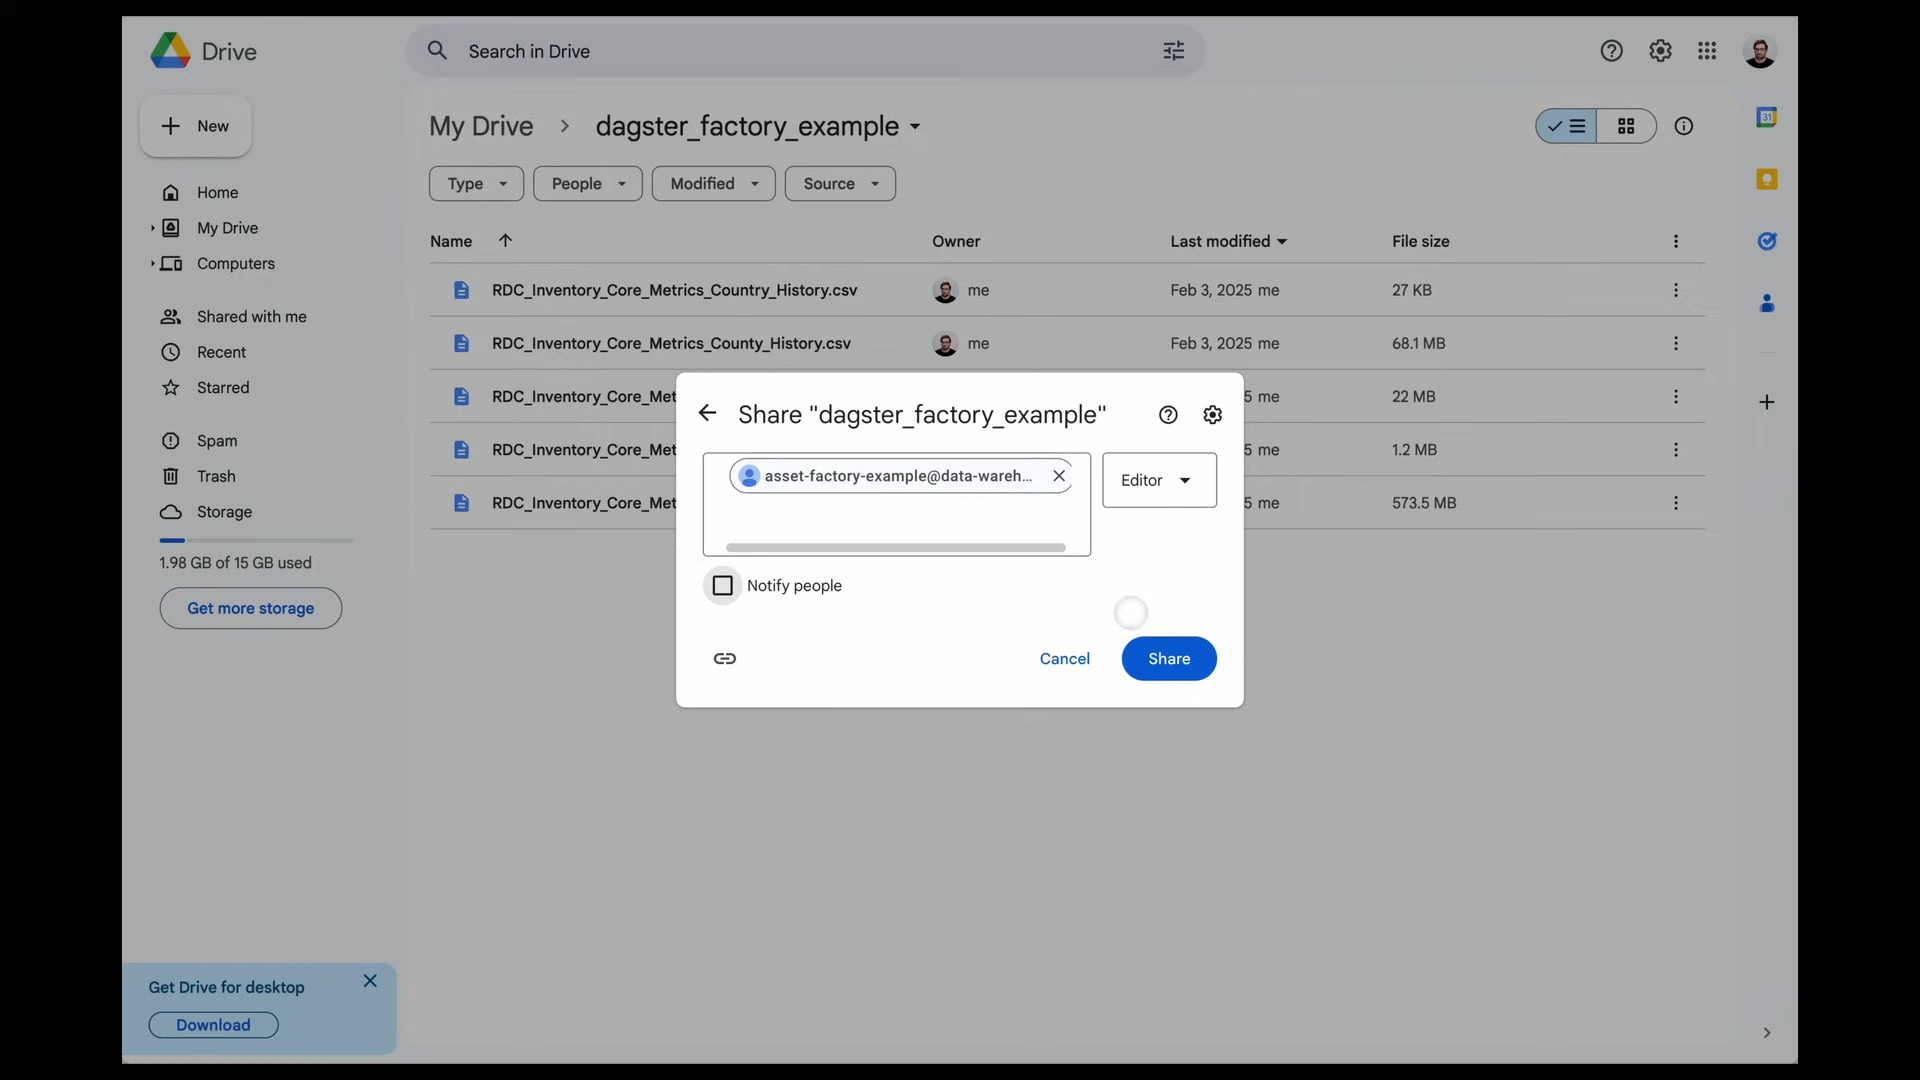 Drive
Search in Drive
New
My Drive > dagster_factory_example
Type
People
Modified
Source
Home
My Drive
Computers
Shared with me
Recent
Starred
Spam
Trash
Storage
1.98 GB of 15 GB used
Get more storage
Name Owner Last modified File size
RDC_Inventory_Core_Metrics_Country_History.csv me Feb 3, 2025 me 27 KB
RDC_Inventory_Core_Metrics_County_History.csv me Feb 3, 2025 me 68.1 MB
RDC_Inventory_Core_Met 5 me 22 MB
RDC_Inventory_Core_Met 5 me 1.2 MB
RDC_Inventory_Core_Met 5 me 573.5 MB
Share "dagster_factory_example"
asset-factory-example@data-wareh...
Editor
Notify people
Cancel
Share
Get Drive for desktop
Download
31